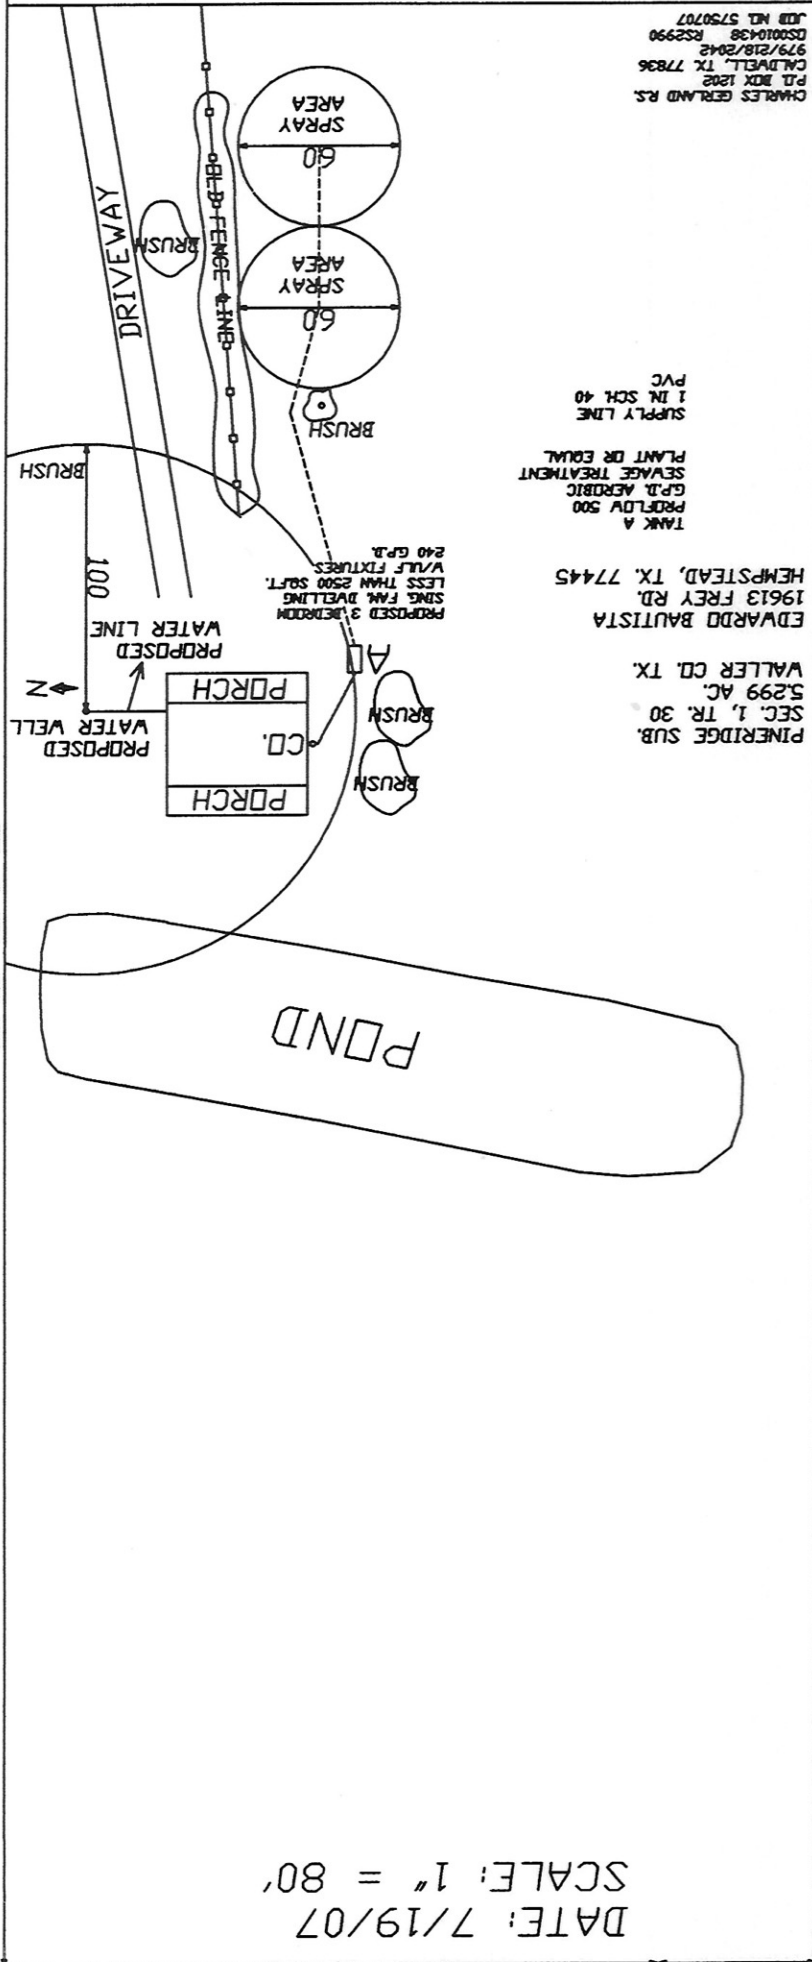 DATE: 7/19/07
SCALE: 1" = 80'
POND
PINERIDGE SUB.
SEC. 1, TR. 30
5.299 AC.
WALLER CO. TX.
EDWARDO BAUTISTA
19613 FREY RD.
HEMPSTEAD, TX. 77445
TANK A
PROFLOW 500
G.P.D. AEROBIC
SEWAGE TREATMENT
PLANT OR EQUAL
SUPPLY LINE
1 IN. SCH. 40
PVC
BRUSH
BRUSH
A
PORCH
CO.
PORCH
PROPOSED
WATER WELL
N
PROPOSED
WATER LINE
100
PROPOSED 3 BEDROOM
SING. FAM. DWELLING
LESS THAN 2500 SQ.FT.
W/ULF FIXTURES
240 G.P.D.
BRUSH
BRUSH
60
SPRAY
AREA
60
SPRAY
AREA
OLD FENCE LINE
BRUSH
DRIVEWAY
CHARLES GERLAND R.S.
P.O. BOX 1202
CALDWELL, TX 77836
979/218/2042
OS0010438 RS2990
JOB NO. 5750707